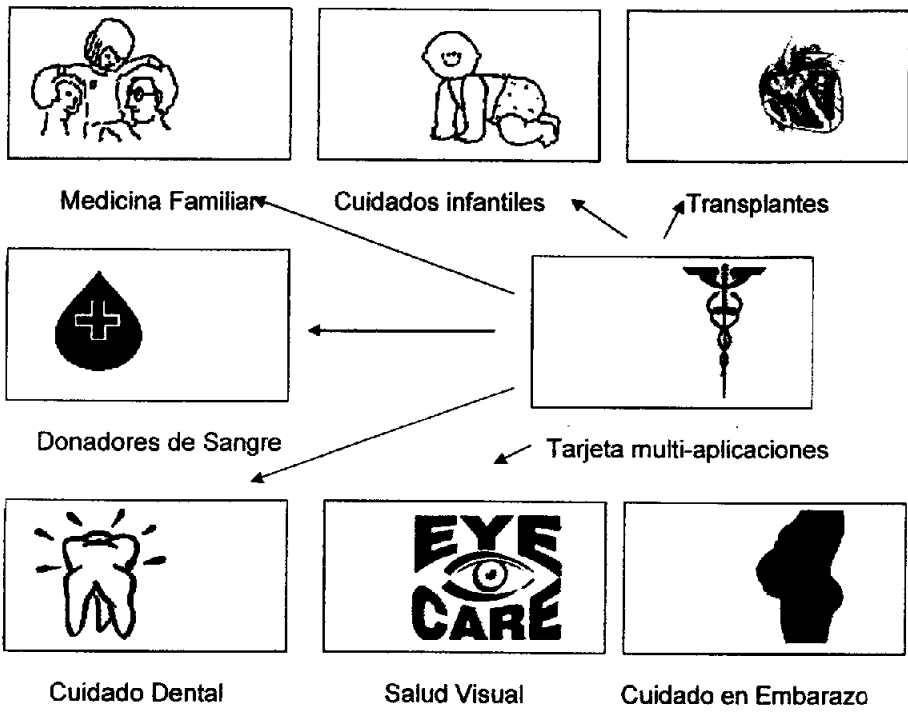 Medicina Familiar
Cuidados infantiles
Transplantes
Donadores de Sangre
Tarjeta multi-aplicaciones
EYE
CARE
Cuidado Dental
Salud Visual
Cuidado en Embarazo